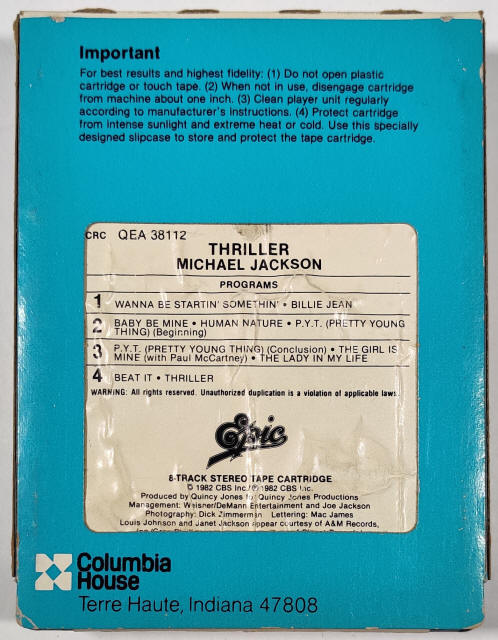 Important
For best results and highest fidelity: (1) Do not open plastic
cartridge or touch tape. (2) When not in use, disengage cartridge
from machine about one inch. (3) Clean player unit regularly
according to manufacturer's instructions. (4) Protect cartridge
from intense sunlight and extreme heat or cold. Use this specially
designed slipcase to store and protect the tape cartridge.
CRC QEA 38112
THRILLER
MICHAEL JACKSON
PROGRAMS
1 WANNA BE STARTIN' SOMETHIN' • BILLIE JEAN
2 BABY BE MINE • HUMAN NATURE • P.Y.T. (PRETTY YOUNG
THING) (Beginning)
3 P.Y.T. (PRETTY YOUNG THING) (Conclusion) • THE GIRL IS
MINE (with Paul McCartney) • THE LADY IN MY LIFE
4 BEAT IT • THRILLER
WARNING: All rights reserved. Unauthorized duplication is a violation of applicable laws.
Epic
8-TRACK STEREO TAPE CARTRIDGE
© 1982 CBS Inc./℗ 1982 CBS Inc.
Produced by Quincy Jones for Quincy Jones Productions
Management: Weisner/DeMann Entertainment and Joe Jackson
Photography: Dick Zimmerman Lettering: Mac James
Louis Johnson and Janet Jackson appear courtesy of A&M Records,
Columbia
House
Terre Haute, Indiana 47808